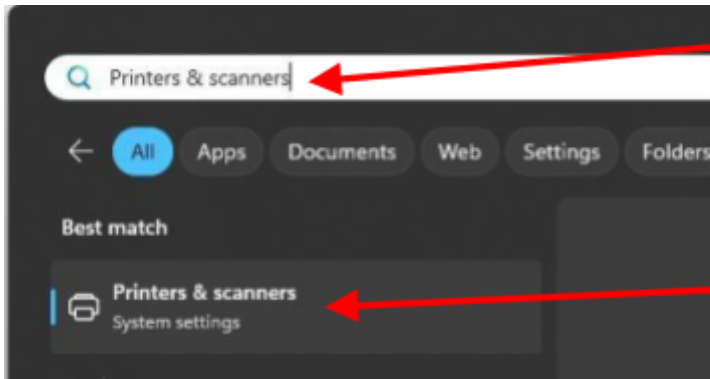 Printers & scanners
All Apps Documents Web Settings Folders
Best match
Printers & scanners
System settings